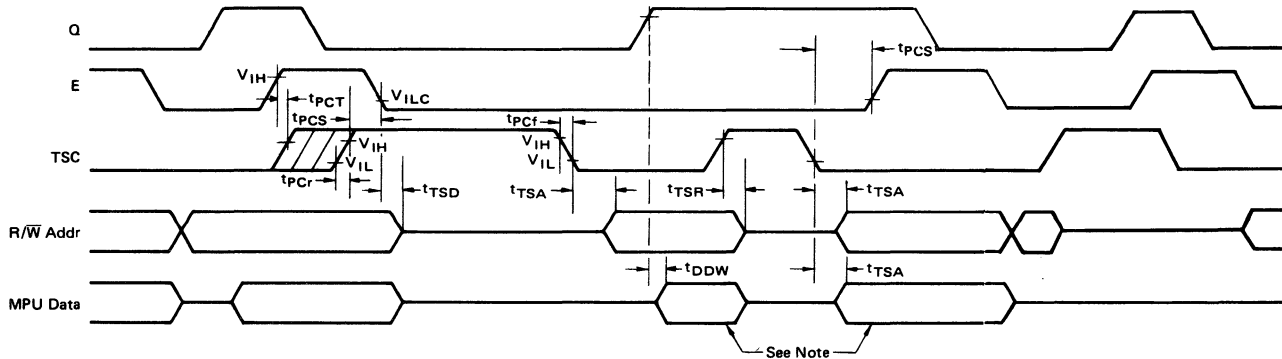 Q
tPCS
E
VIH
tPCT
VILC
tPCS
tPCf
TSC
VIH
VIH
VIL
VIL
tPCr
tTSD
tTSA
tTSR
tTSA
R/W̅ Addr
tDDW
tTSA
MPU Data
See Note